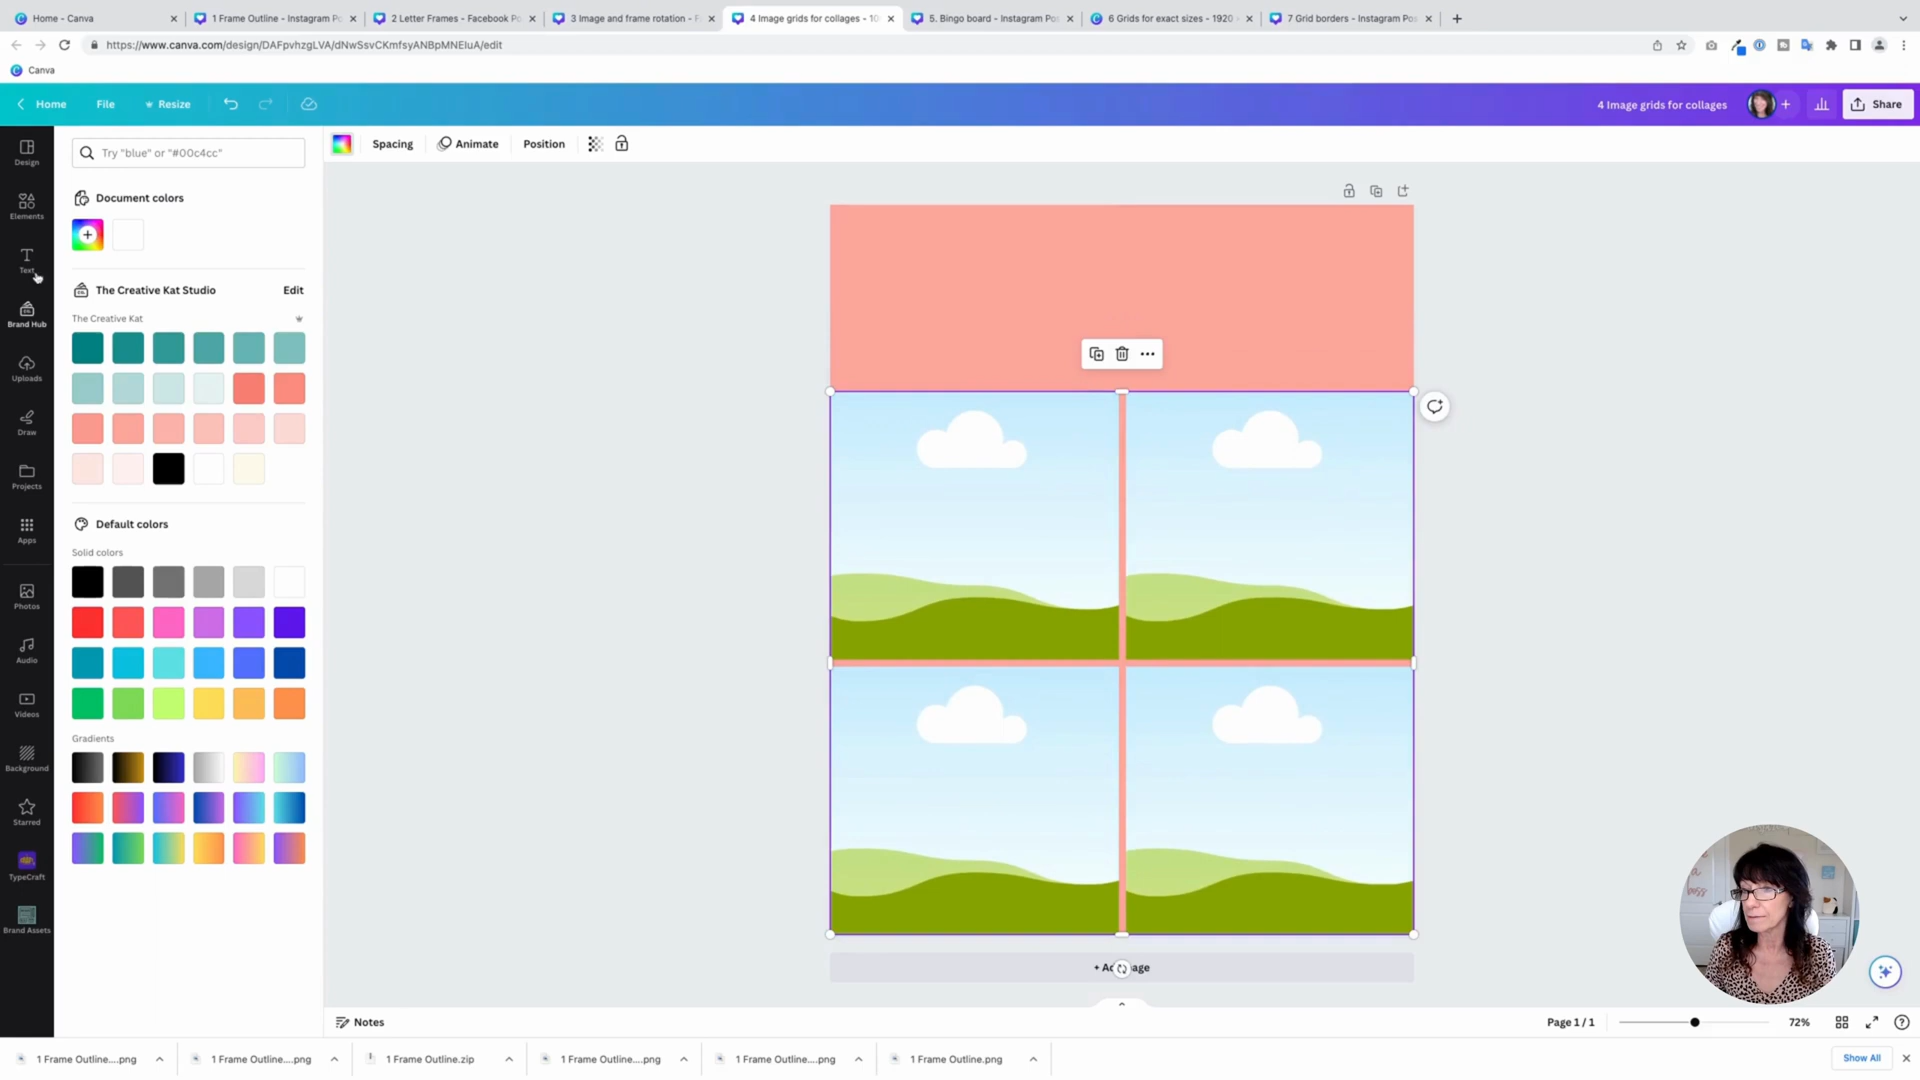 Home - Canva
1 Frame Outline - Instagram Po
2 Letter Frames - Facebook Po
3 Image and frame rotation - F
4 Image grids for collages - 10
5. Bingo board - Instagram Pos
6 Grids for exact sizes - 1920
7 Grid borders - Instagram Pos
https://www.canva.com/design/DAFpvhzgLVA/dNwSsvCKmfsyANBpMNEIuA/edit
Canva
Home
File
Resize
4 Image grids for collages
Share
Design
Elements
Text
Brand Hub
Uploads
Draw
Projects
Apps
Photos
Audio
Videos
Background
Starred
TypeCraft
Brand Assets
Try "blue" or "#00c4cc"
Document colors
The Creative Kat Studio
Edit
The Creative Kat
Default colors
Solid colors
Gradients
Spacing
Animate
Position
+ Ad
age
Notes
Page 1 / 1
72%
1 Frame Outline....png
1 Frame Outline....png
1 Frame Outline.zip
1 Frame Outline....png
1 Frame Outline....png
1 Frame Outline.png
Show All